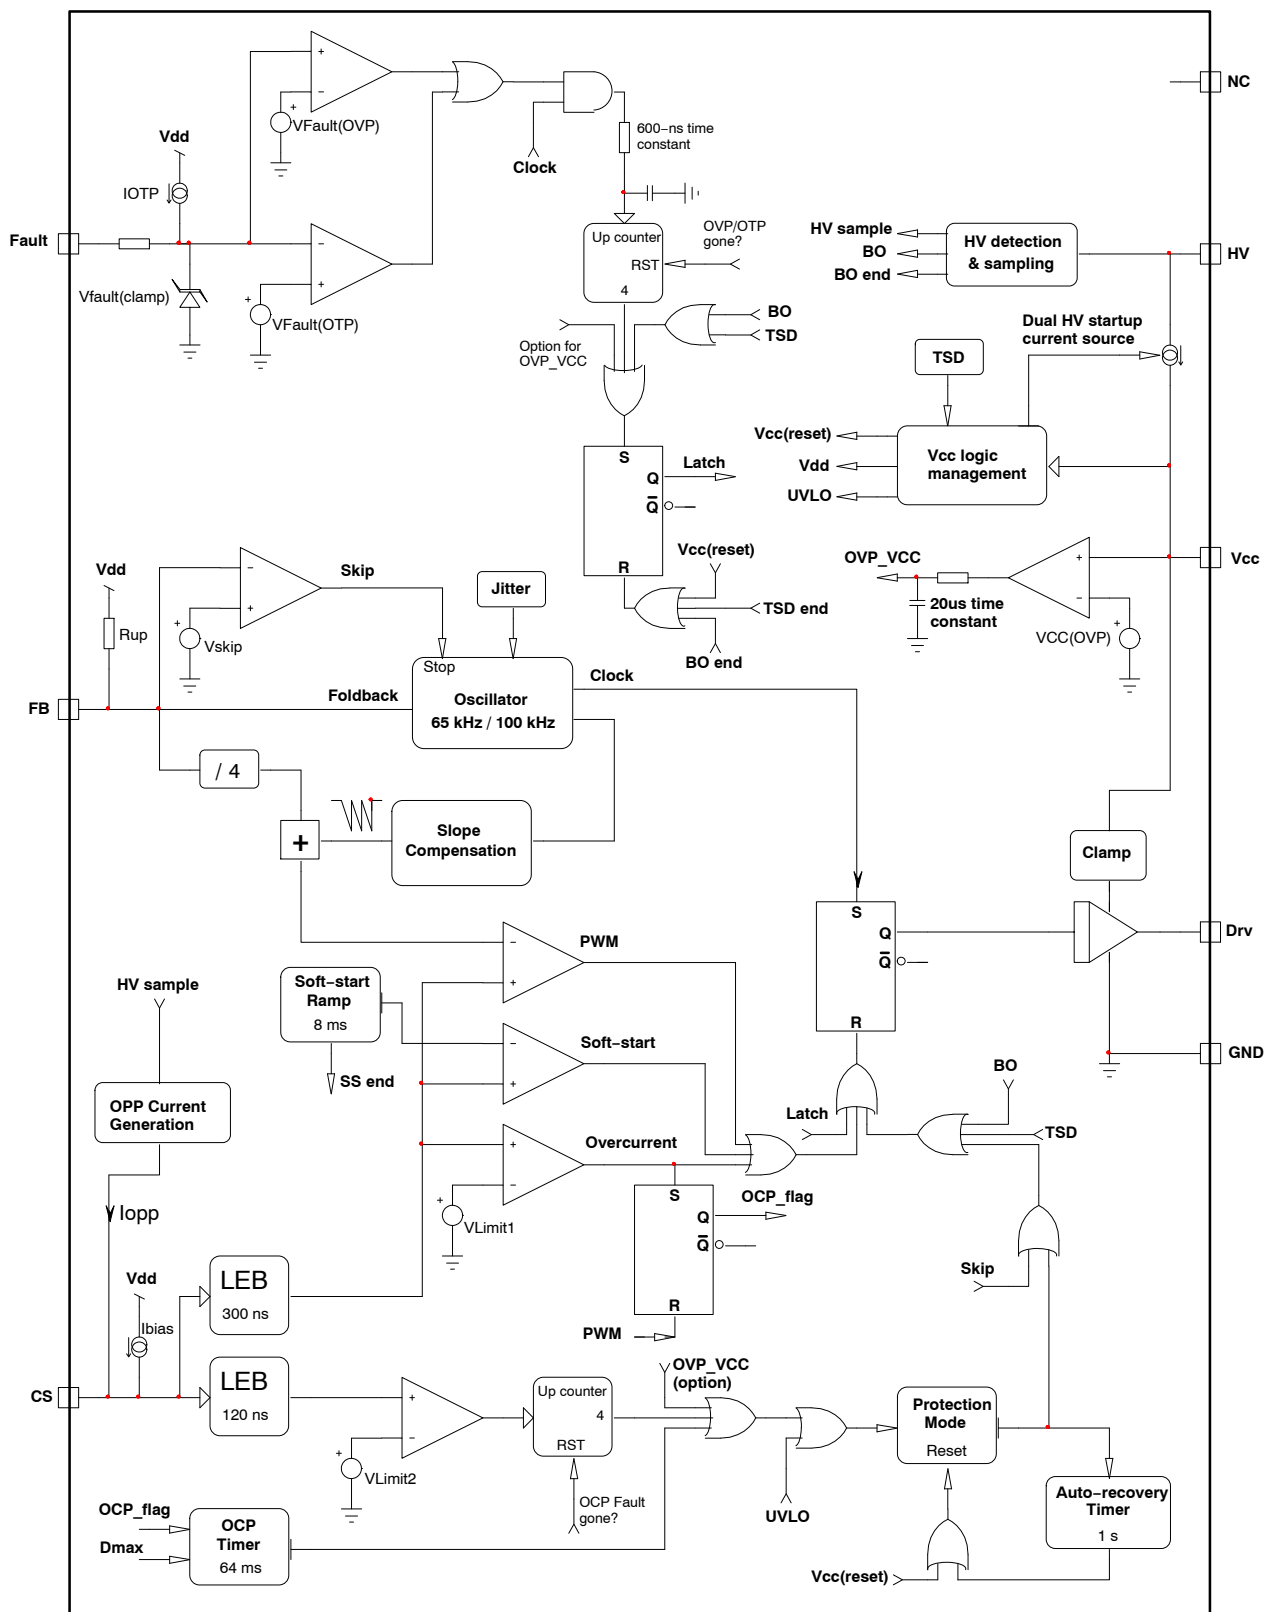 NC
+
−
+
VFault(OVP)
600−ns time
constant
Clock
Vdd
IOTP
Fault
Vfault(clamp)
−
+
+
VFault(OTP)
Up counter
RST
4
OVP/OTP
gone?
HV sample
BO
BO end
HV detection
& sampling
HV
BO
TSD
Option for
OVP_VCC
Dual HV startup
current source
TSD
Vcc(reset)
Vdd
UVLO
Vcc logic
management
S
Q
Q
R
Latch
Vcc(reset)
TSD end
BO end
OVP_VCC
20us time
constant
+
−
+
VCC(OVP)
Vcc
Vdd
Rup
−
+
+
Vskip
Skip
Jitter
Stop
Oscillator
65 kHz / 100 kHz
Clock
Foldback
FB
/ 4
+
Slope
Compensation
Clamp
S
Q
Q
R
Drv
GND
−
+
PWM
HV sample
Soft−start
Ramp
8 ms
SS end
−
+
Soft−start
OPP Current
Generation
Iopp
+
−
+
VLimit1
Overcurrent
Latch
BO
TSD
S
Q
Q
R
OCP_flag
PWM
Skip
Vdd
Ibias
LEB
300 ns
CS
LEB
120 ns
+
−
+
VLimit2
Up counter
4
RST
OCP Fault
gone?
OVP_VCC
(option)
UVLO
Protection
Mode
Reset
Auto−recovery
Timer
1 s
OCP_flag
Dmax
OCP
Timer
64 ms
Vcc(reset)